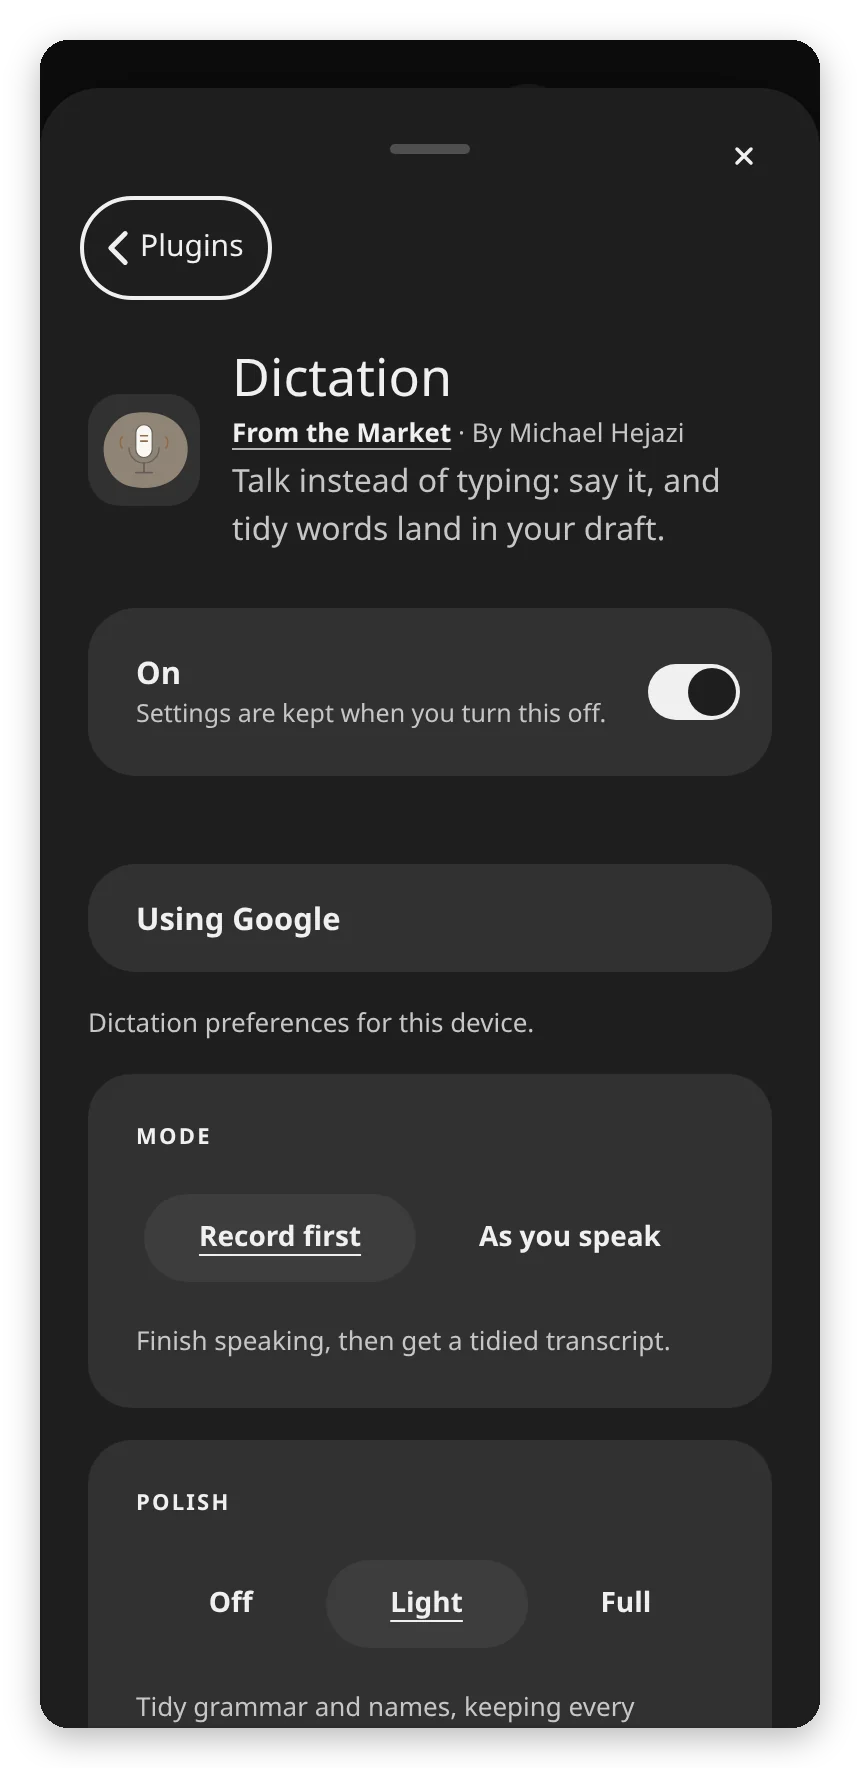 Plugins
Dictation
From the Market · By Michael Hejazi
Talk instead of typing: say it, and
tidy words land in your draft.
On
Settings are kept when you turn this off.
Using Google
Dictation preferences for this device.
MODE
Record first As you speak
Finish speaking, then get a tidied transcript.
POLISH
Off Light Full
Tidy grammar and names, keeping every